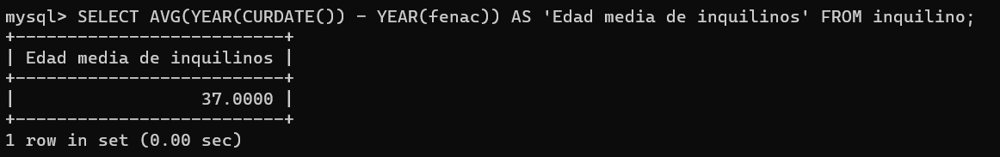 mysql> SELECT AVG(YEAR(CURDATE()) - YEAR(fenac)) AS 'Edad media de inquilinos' FROM inquilino;
+--------------------------+
| Edad media de inquilinos |
+--------------------------+
|                  37.0000 |
+--------------------------+
1 row in set (0.00 sec)